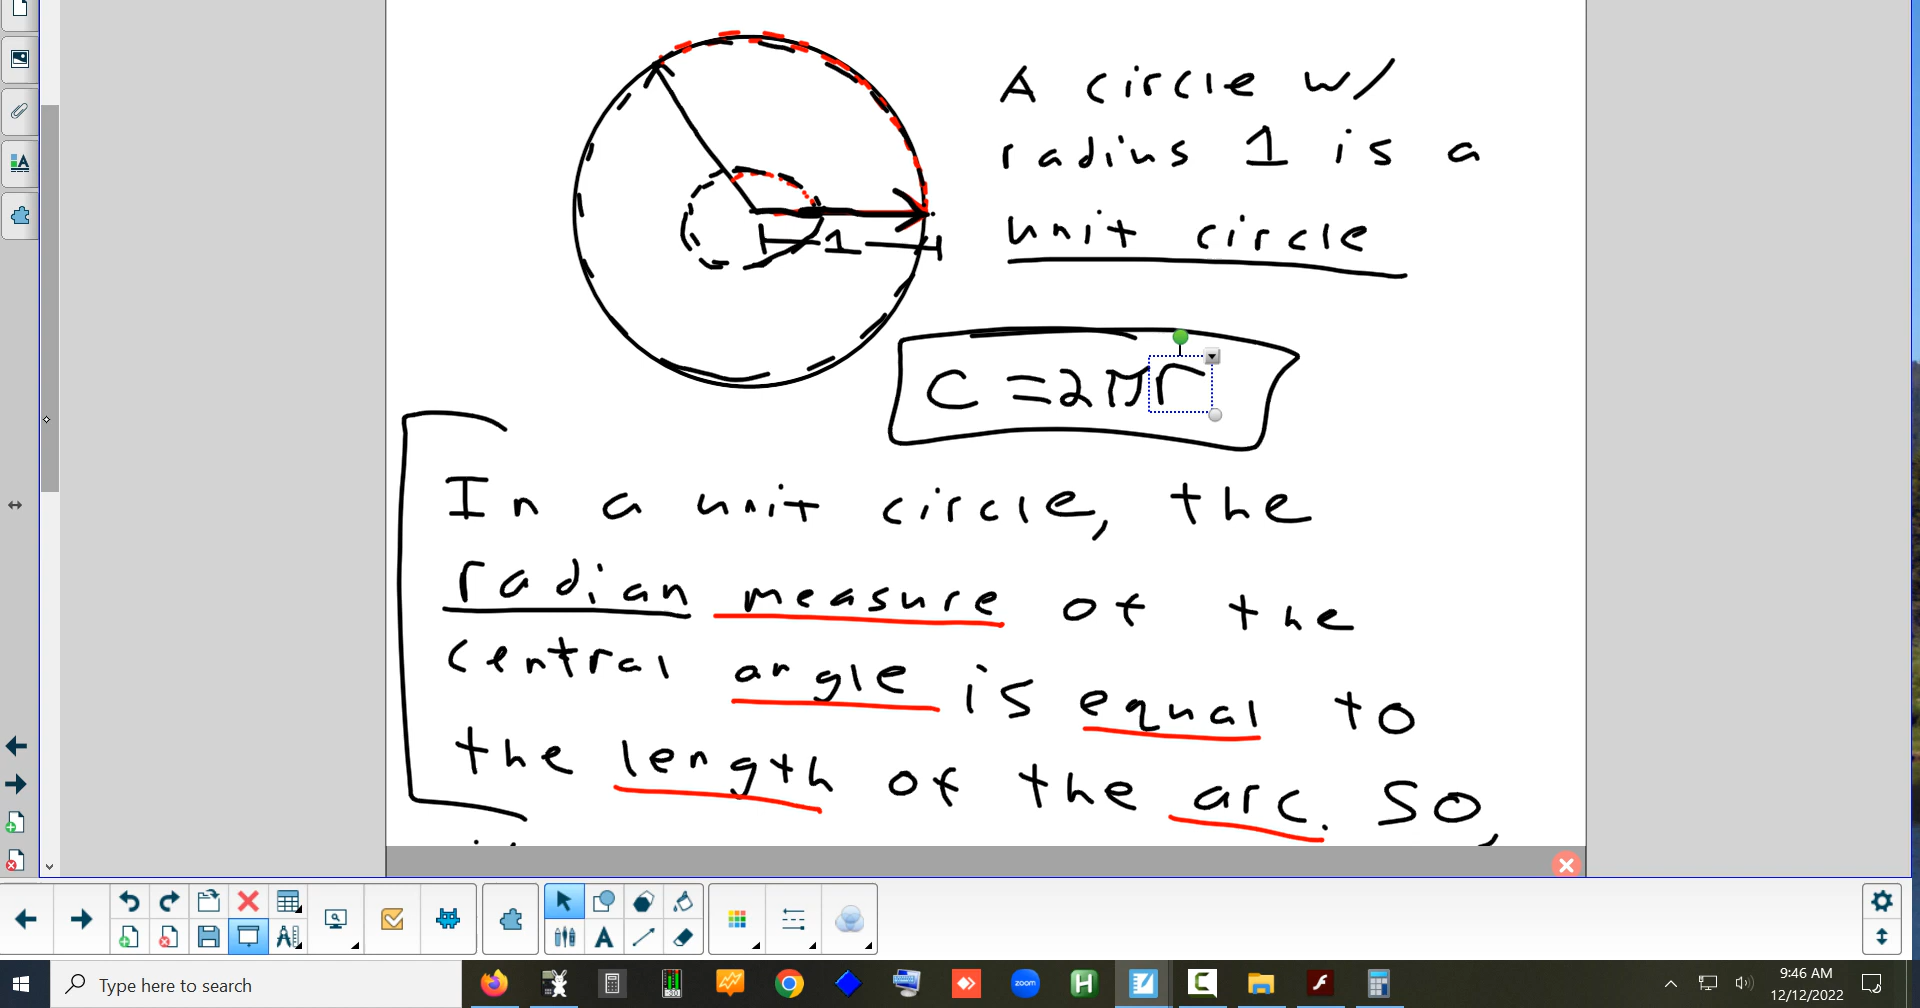 A circle w/
radius 1 is a
unit circle
1
C = 2πr
In a unit circle, the
radian measure of the
central angle is equal to
the length of the arc. So,
Type here to search
zoom
9:46 AM
12/12/2022